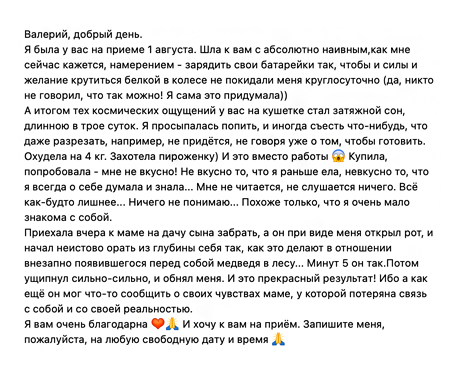 Валерий, добрый день.
Я была у вас на приеме 1 августа. Шла к вам с абсолютно наивным,как мне
сейчас кажется, намерением - зарядить свои батарейки так, чтобы и силы и
желание крутиться белкой в колесе не покидали меня круглосуточно (да, никто
не говорил, что так можно! Я сама это придумала))
А итогом тех космических ощущений у вас на кушетке стал затяжной сон,
длинною в трое суток. Я просыпалась попить, и иногда съесть что-нибудь, что
даже разрезать, например, не придётся, не говоря уже о том, чтобы готовить.
Охудела на 4 кг. Захотела пироженку) И это вместо работы 😱 Купила,
попробовала - мне не вкусно! Не вкусно то, что я раньше ела, невкусно то, что
я всегда о себе думала и знала... Мне не читается, не слушается ничего. Всё
как-будто лишнее... Ничего не понимаю... Похоже только, что я очень мало
знакома с собой.
Приехала вчера к маме на дачу сына забрать, а он при виде меня открыл рот, и
начал неистово орать из глубины себя так, как это делают в отношении
внезапно появившегося перед собой медведя в лесу... Минут 5 он так.Потом
ущипнул сильно-сильно, и обнял меня. И это прекрасный результат! Ибо а как
ещё он мог что-то сообщить о своих чувствах маме, у которой потеряна связь
с собой и со своей реальностью.
Я вам очень благодарна ❤️🙏 И хочу к вам на приём. Запишите меня,
пожалуйста, на любую свободную дату и время 🙏